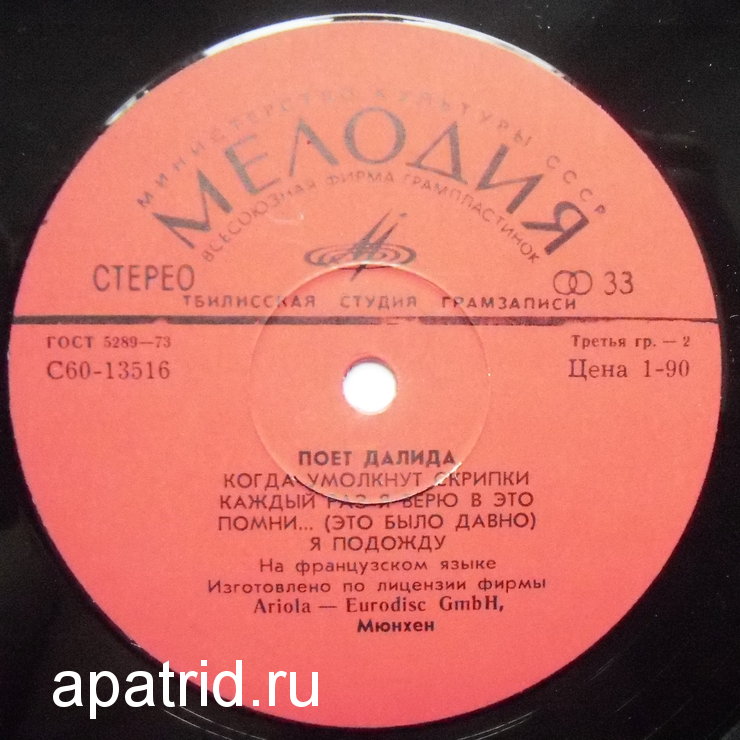 МИНИСТЕРСТВО КУЛЬТУРЫ СССР
МЕЛОДИЯ
ВСЕСОЮЗНАЯ ФИРМА ГРАМПЛАСТИНОК
СТЕРЕО
33
ТБИЛИССКАЯ СТУДИЯ ГРАМЗАПИСИ
ГОСТ 5289—73
Третья гр. — 2
С60-13516
Цена 1-90
ПОЕТ ДАЛИДА
КОГДА УМОЛКНУТ СКРИПКИ
КАЖДЫЙ РАЗ Я ВЕРЮ В ЭТО
ПОМНИ... (ЭТО БЫЛО ДАВНО)
Я ПОДОЖДУ
На французском языке
Изготовлено по лицензии фирмы
Ariola — Eurodisc GmbH,
Мюнхен
apatrid.ru